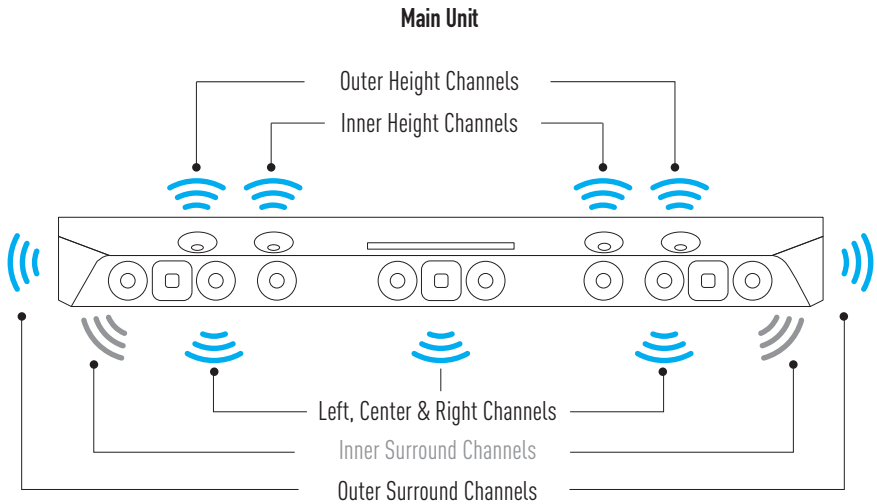 Main Unit
Outer Height Channels
Inner Height Channels
Left, Center & Right Channels
Inner Surround Channels
Outer Surround Channels